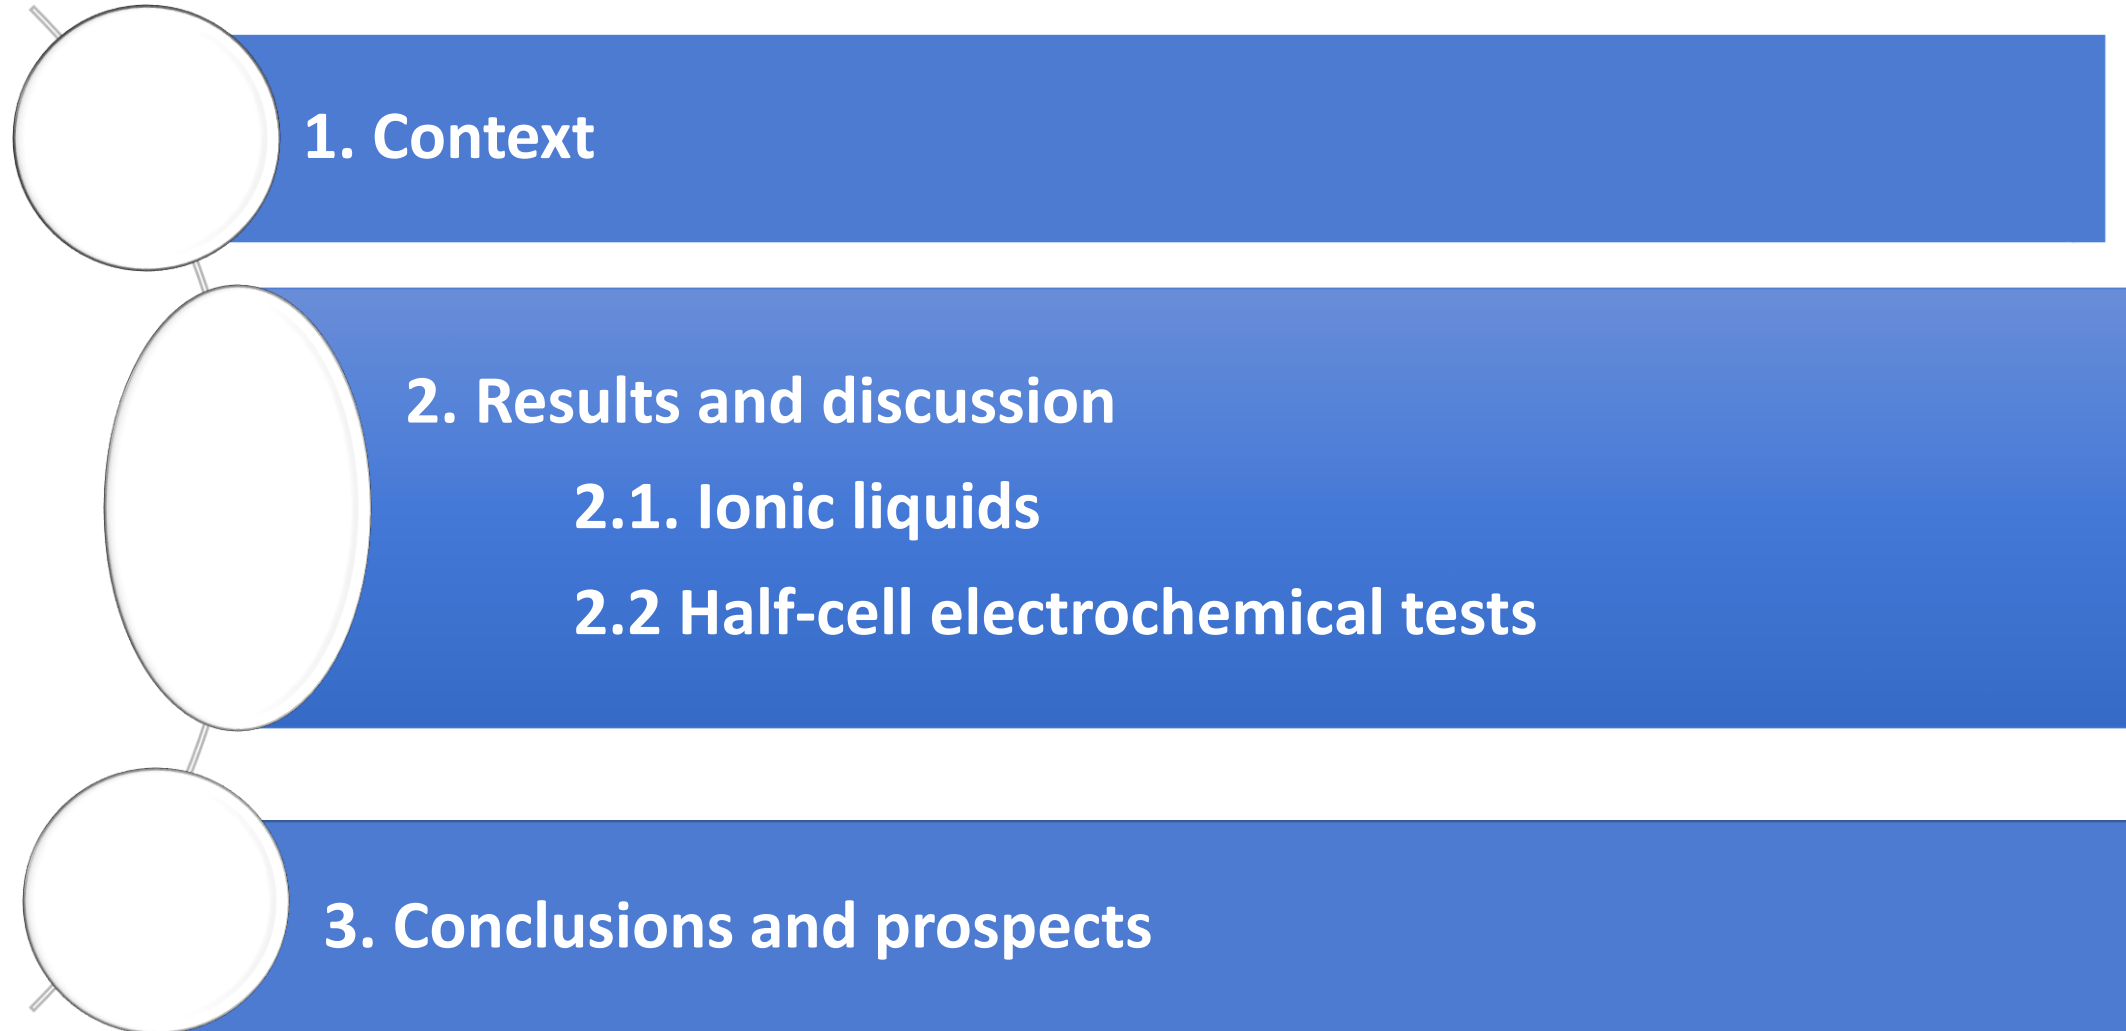 1. Context
2. Results and discussion
2.1. Ionic liquids
2.2 Half-cell electrochemical tests
3. Conclusions and prospects